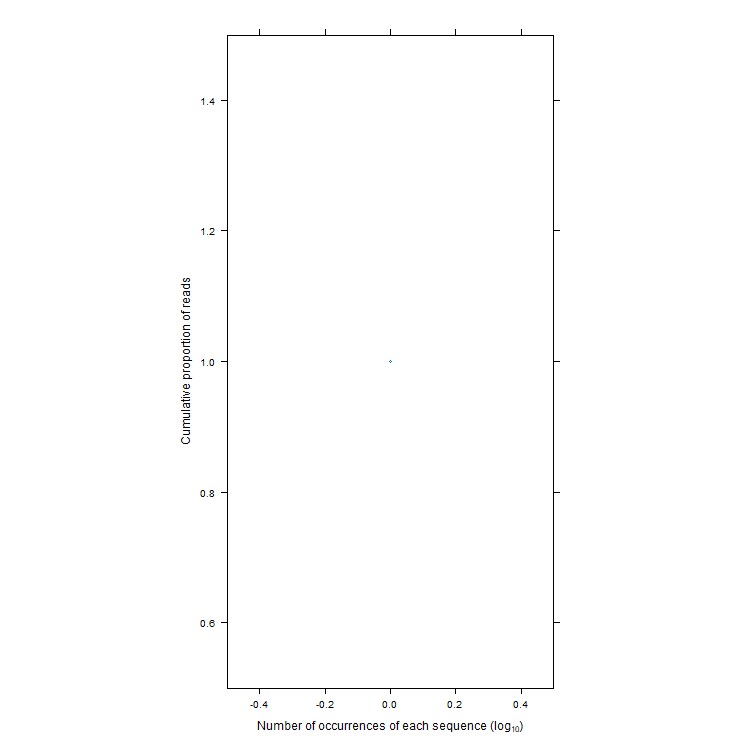 1.4
1.2
1.0
0.8
0.6
Cumulative proportion of reads
-0.4 -0.2 0.0 0.2 0.4
Number of occurrences of each sequence (log10)